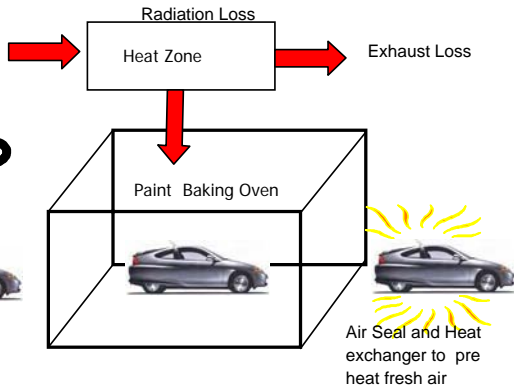 Radiation Loss
Heat Zone
Exhaust Loss
Paint Baking Oven
Air Seal and Heat
exchanger to pre
heat fresh air